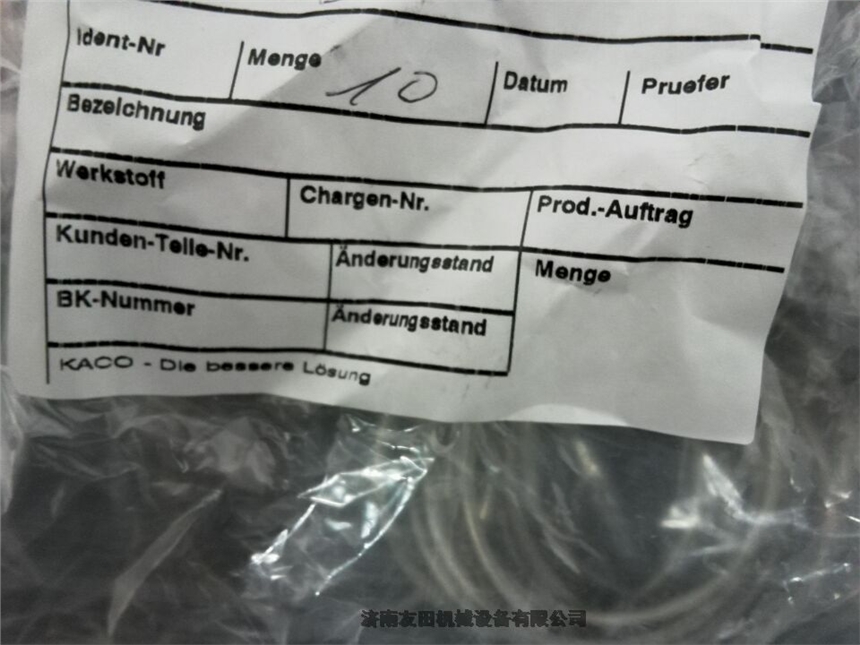 Ident-Nr Menge 10 Datum Pruefer
Bezeichnung
Werkstoff Chargen-Nr. Prod.-Auftrag
Kunden-Teile-Nr. Änderungsstand Menge
BK-Nummer Änderungsstand
KACO - Die bessere Lösung
济南友田机械设备有限公司